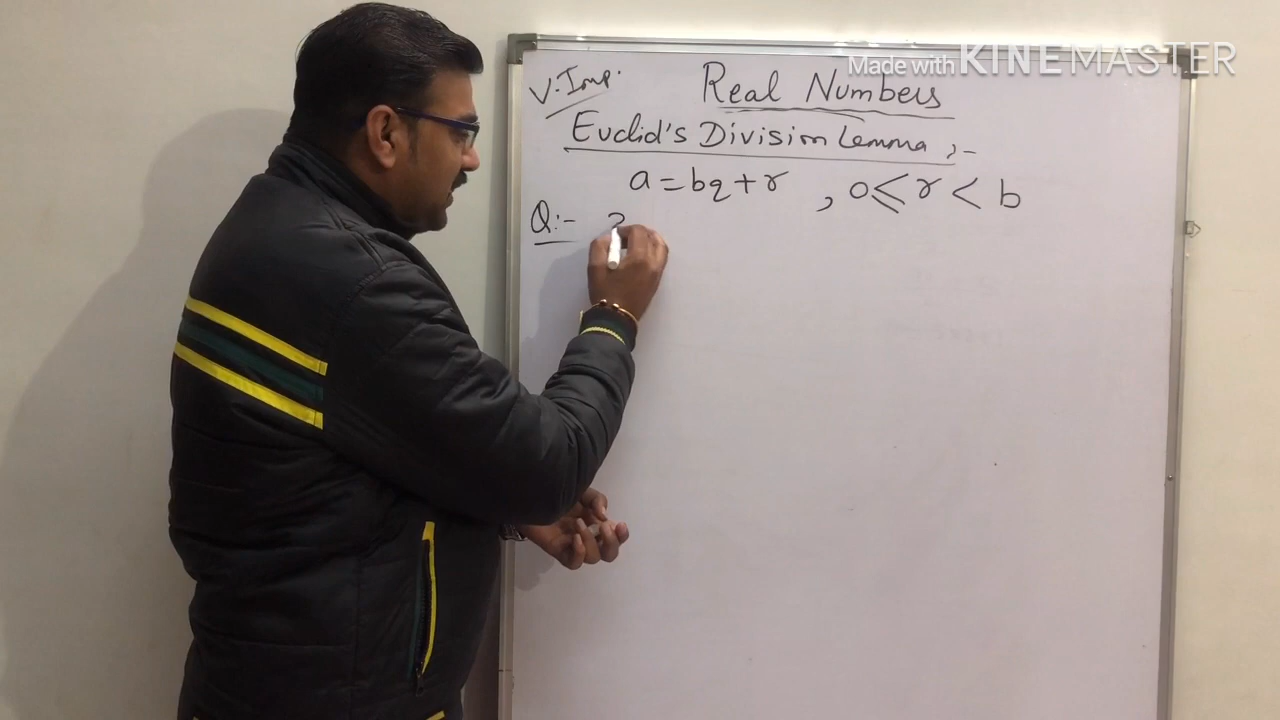 Made with KINEMASTER
V. Imp. Real Numbers
Euclid's Division Lemma :-
a = bq + r , 0 ≤ r < b
Q:-